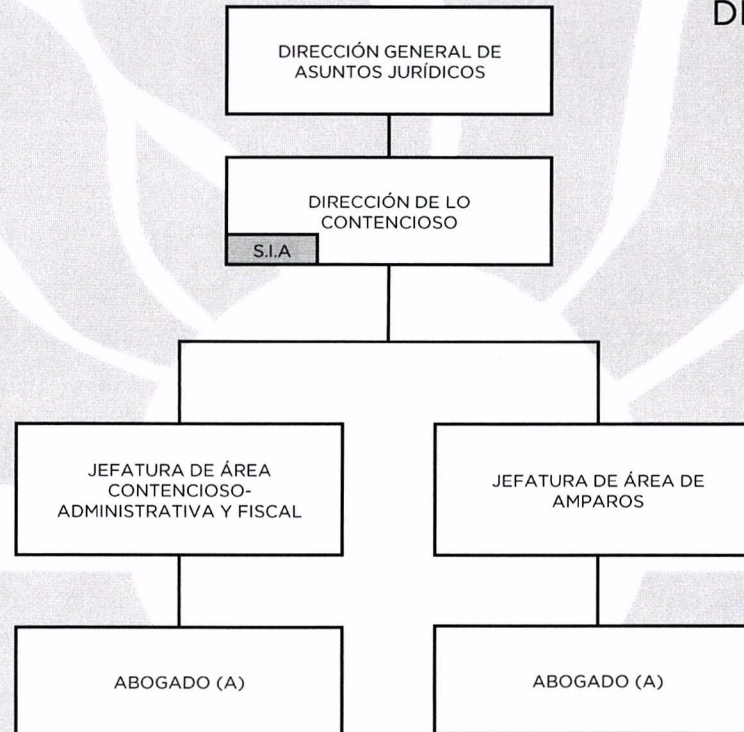 DIRECCIÓN GENERAL DE
ASUNTOS JURÍDICOS
DIRECCIÓN DE LO
CONTENCIOSO
S.I.A
JEFATURA DE ÁREA
CONTENCIOSO-
ADMINISTRATIVA Y FISCAL
JEFATURA DE ÁREA DE
AMPAROS
ABOGADO (A)
ABOGADO (A)